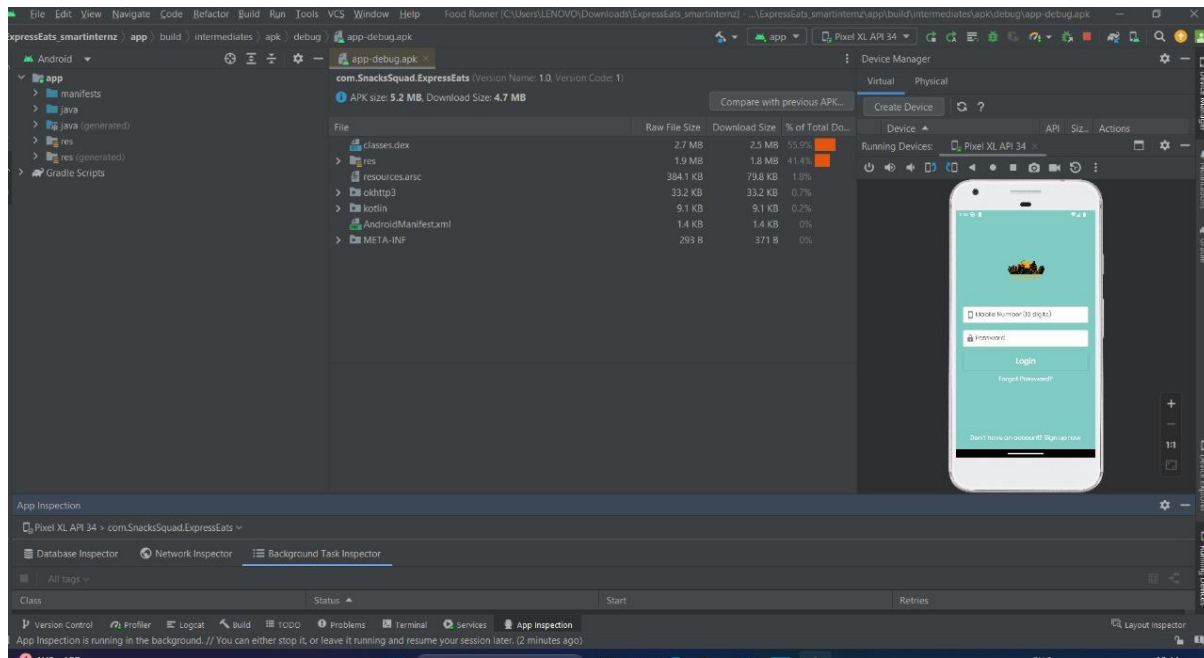 File Edit View Navigate Code Refactor Build Run Tools VCS Window Help Food Runner [C:\Users\LENOVO\Downloads\ExpressEats_smartinternz] - ...\ExpressEats_smartinternz\app\build\intermediates\apk\debug\app-debug.apk
xpressEats_smartinternz app build intermediates apk debug app-debug.apk
app Pixel XL API 34
Android
app-debug.apk
Device Manager
app
manifests
java
java (generated)
res
res (generated)
Gradle Scripts
com.SnacksSquad.ExpressEats (Version Name: 1.0, Version Code: 1)
APK size: 5.2 MB, Download Size: 4.7 MB
Compare with previous APK...
File Raw File Size Download Size % of Total Do...
classes.dex 2.7 MB 2.5 MB 55.9%
res 1.9 MB 1.8 MB 41.4%
resources.arsc 384.1 KB 79.8 KB 1.8%
okhttp3 33.2 KB 33.2 KB 0.7%
kotlin 9.1 KB 9.1 KB 0.2%
AndroidManifest.xml 1.4 KB 1.4 KB 0%
META-INF 293 B 371 B 0%
Virtual Physical
Create Device
Device API Siz... Actions
Running Devices: Pixel XL API 34
Mobile Number (10 digits)
Password
Login
Forgot Password?
Don't have an account? Sign up now
1:1
Device Manager
Notifications
Gradle
Device Explorer
Running Devices
App Inspection
Pixel XL API 34 > com.SnacksSquad.ExpressEats
Database Inspector Network Inspector Background Task Inspector
All tags
Class Status Start Retries
Version Control Profiler Logcat Build TODO Problems Terminal Services App Inspection Layout Inspector
App Inspection is running in the background. // You can either stop it, or leave it running and resume your session later. (2 minutes ago)